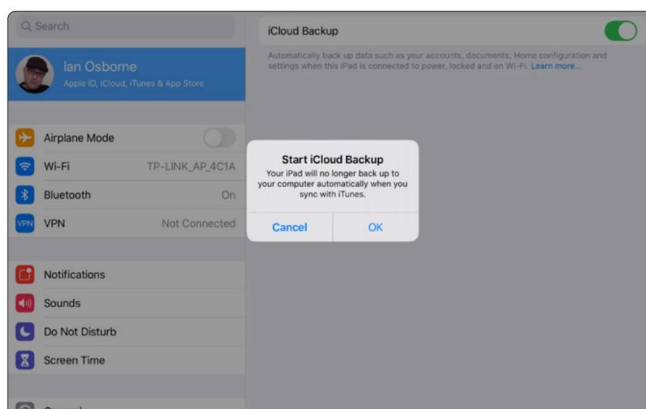 Search
Ian Osborne
Apple ID, iCloud, iTunes & App Store
Airplane Mode
Wi-Fi TP-LINK_AP_4C1A
Bluetooth On
VPN VPN Not Connected
Notifications
Sounds
Do Not Disturb
Screen Time
iCloud Backup
Automatically back up data such as your accounts, documents, Home configuration and
settings when this iPad is connected to power, locked and on Wi-Fi. Learn more...
Start iCloud Backup
Your iPad will no longer back up to
your computer automatically when you
sync with iTunes.
Cancel OK